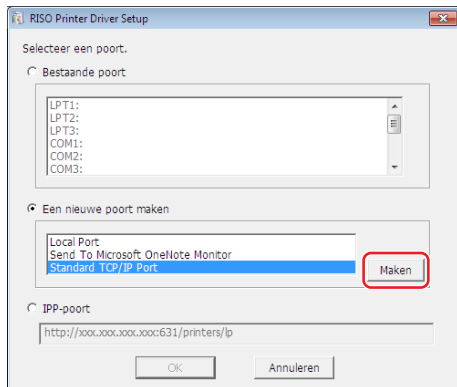 RISO Printer Driver Setup
Selecteer een poort.
Bestaande poort
LPT1:
LPT2:
LPT3:
COM1:
COM2:
COM3:
Een nieuwe poort maken
Local Port
Send To Microsoft OneNote Monitor
Standard TCP/IP Port
Maken
IPP-poort
http://xxx.xxx.xxx.xxx:631/printers/lp
OK Annuleren